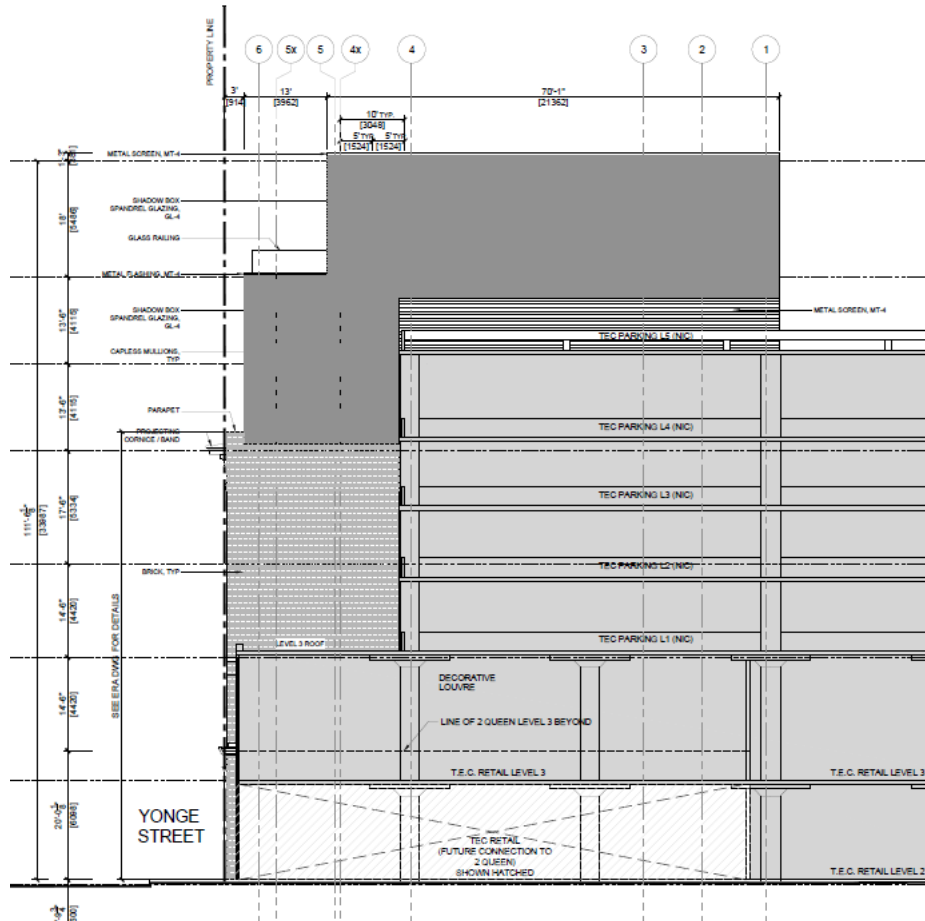 PROPERTY LINE
6
5x
5
4x
4
3
2
1
3'
[914]
13'
[3962]
70'-1"
[21362]
10' TYP.
[3048]
5' TYP.
5' TYP.
[1524]
[1524]
METAL SCREEN, MT-4
SHADOW BOX
SPANDREL GLAZING,
GL-4
GLASS RAILING
METAL FLASHING, MT-4
SHADOW BOX
SPANDREL GLAZING,
GL-4
CAPLESS MULLIONS,
TYP
PARAPET
PROJECTING
CORNICE / BAND
BRICK, TYP
SEE ERA DWG FOR DETAILS
18'
[5486]
13'-6"
[4115]
13'-6"
[4115]
17'-6"
[5334]
14'-6"
[4420]
14'-6"
[4420]
[6098]
[33987]
METAL SCREEN, MT-4
TEC PARKING L5 (NIC)
TEC PARKING L4 (NIC)
TEC PARKING L3 (NIC)
TEC PARKING L2 (NIC)
TEC PARKING L1 (NIC)
LEVEL 3 ROOF
DECORATIVE
LOUVRE
LINE OF 2 QUEEN LEVEL 3 BEYOND
T.E.C. RETAIL LEVEL 3
T.E.C. RETAIL LEVEL 3
YONGE
STREET
TEC RETAIL
(FUTURE CONNECTION TO
2 QUEEN)
SHOWN HATCHED
T.E.C. RETAIL LEVEL 2